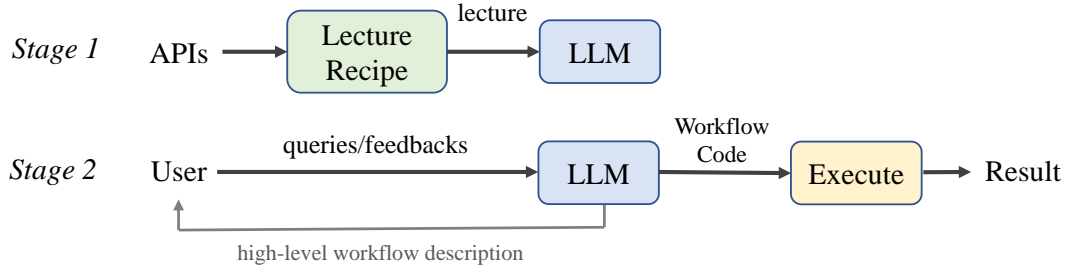 Stage 1
APIs
Lecture
Recipe
lecture
LLM
Stage 2
User
queries/feedbacks
LLM
Workflow
Code
Execute
Result
high-level workflow description